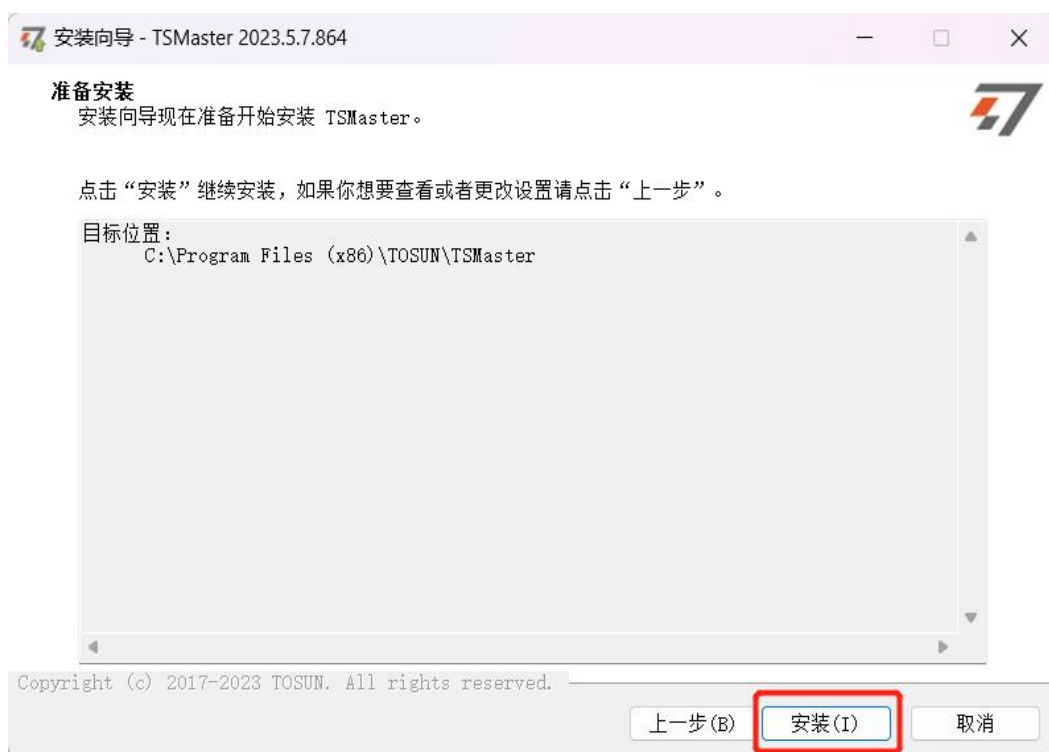 安装向导 - TSMaster 2023.5.7.864
准备安装
安装向导现在准备开始安装 TSMaster。
点击“安装”继续安装，如果你想要查看或者更改设置请点击“上一步”。
目标位置：
C:\Program Files (x86)\TOSUN\TSMaster
Copyright (c) 2017-2023 TOSUN. All rights reserved.
上一步(B) 安装(I) 取消